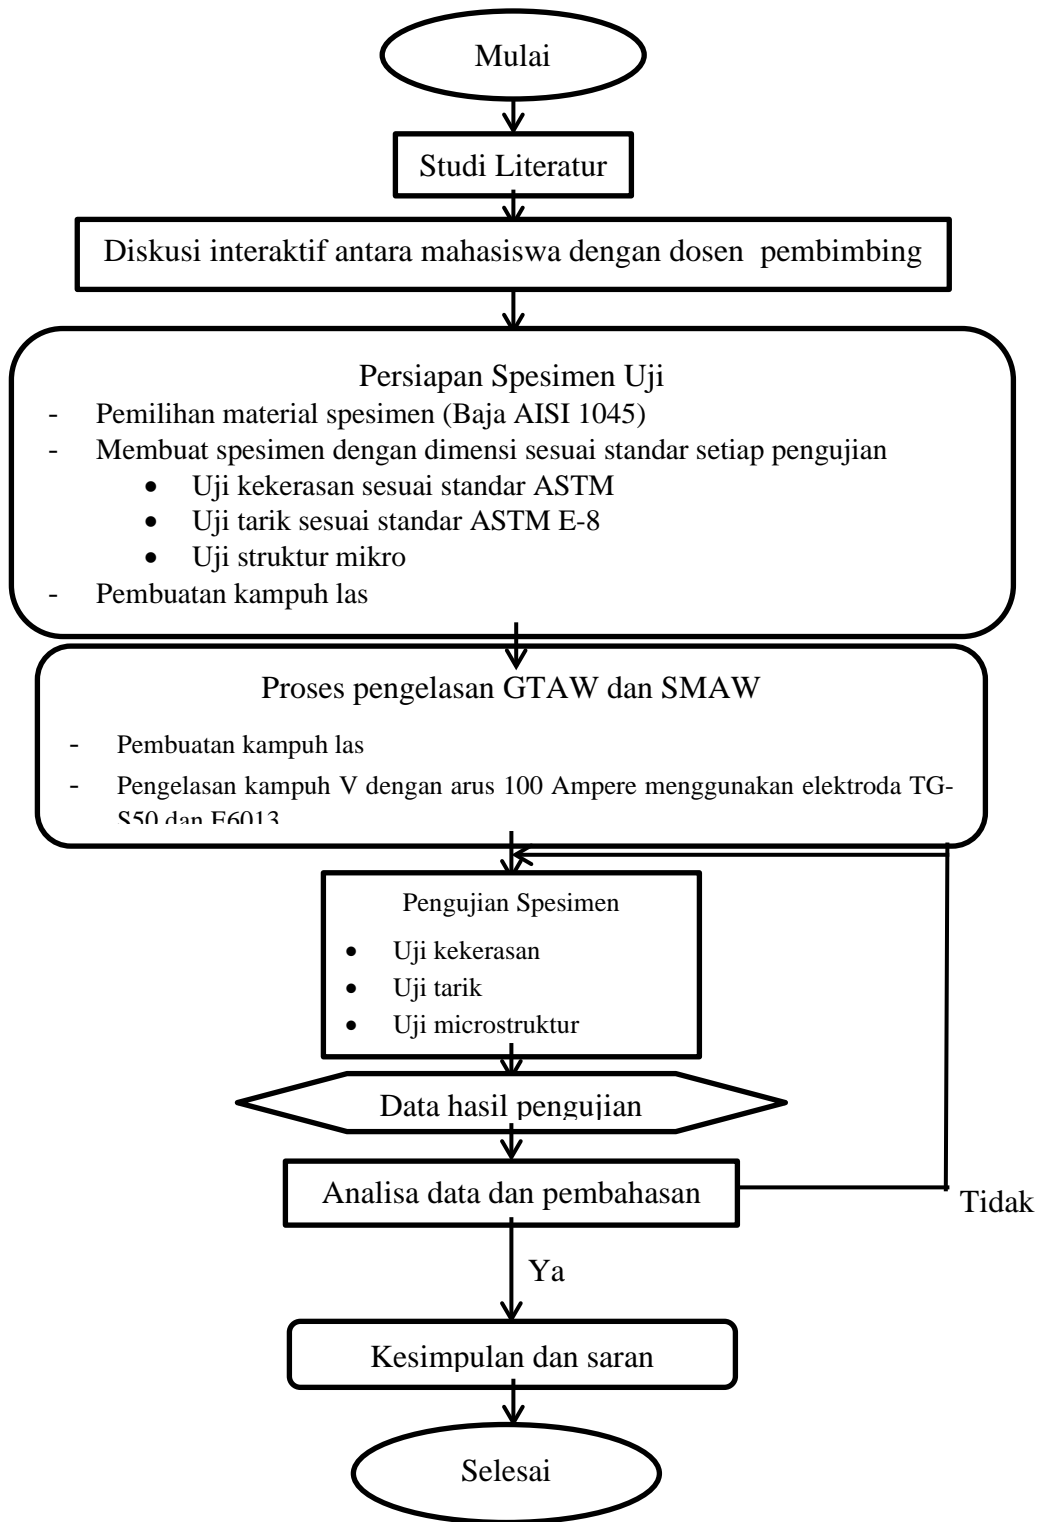 Mulai
Studi Literatur
Diskusi interaktif antara mahasiswa dengan dosen pembimbing
Persiapan Spesimen Uji
- Pemilihan material spesimen (Baja AISI 1045)
- Membuat spesimen dengan dimensi sesuai standar setiap pengujian
• Uji kekerasan sesuai standar ASTM
• Uji tarik sesuai standar ASTM E-8
• Uji struktur mikro
- Pembuatan kampuh las
Proses pengelasan GTAW dan SMAW
- Pembuatan kampuh las
- Pengelasan kampuh V dengan arus 100 Ampere menggunakan elektroda TG-
S50 dan E6013
Pengujian Spesimen
• Uji kekerasan
• Uji tarik
• Uji microstruktur
Data hasil pengujian
Analisa data dan pembahasan
Tidak
Ya
Kesimpulan dan saran
Selesai